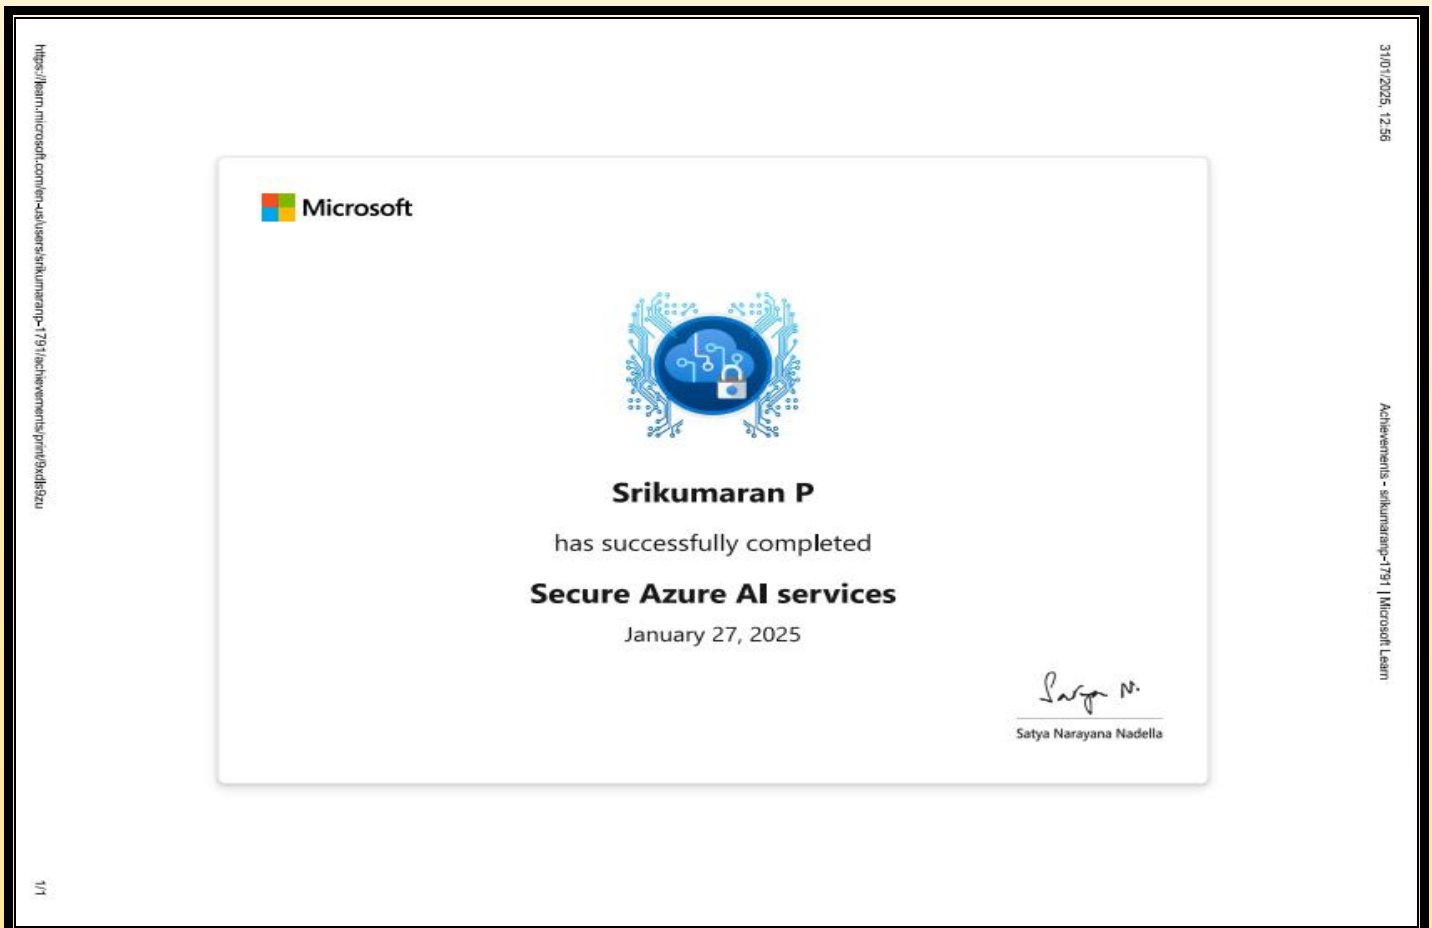 31/01/2025, 12:56
Achievements - srikumaranp-1791 | Microsoft Learn
Microsoft
Srikumaran P
has successfully completed
Secure Azure AI services
January 27, 2025
Satya N.
Satya Narayana Nadella
https://learn.microsoft.com/en-us/users/srikumaranp-1791/achievements/print/9xdls9zu
1/1